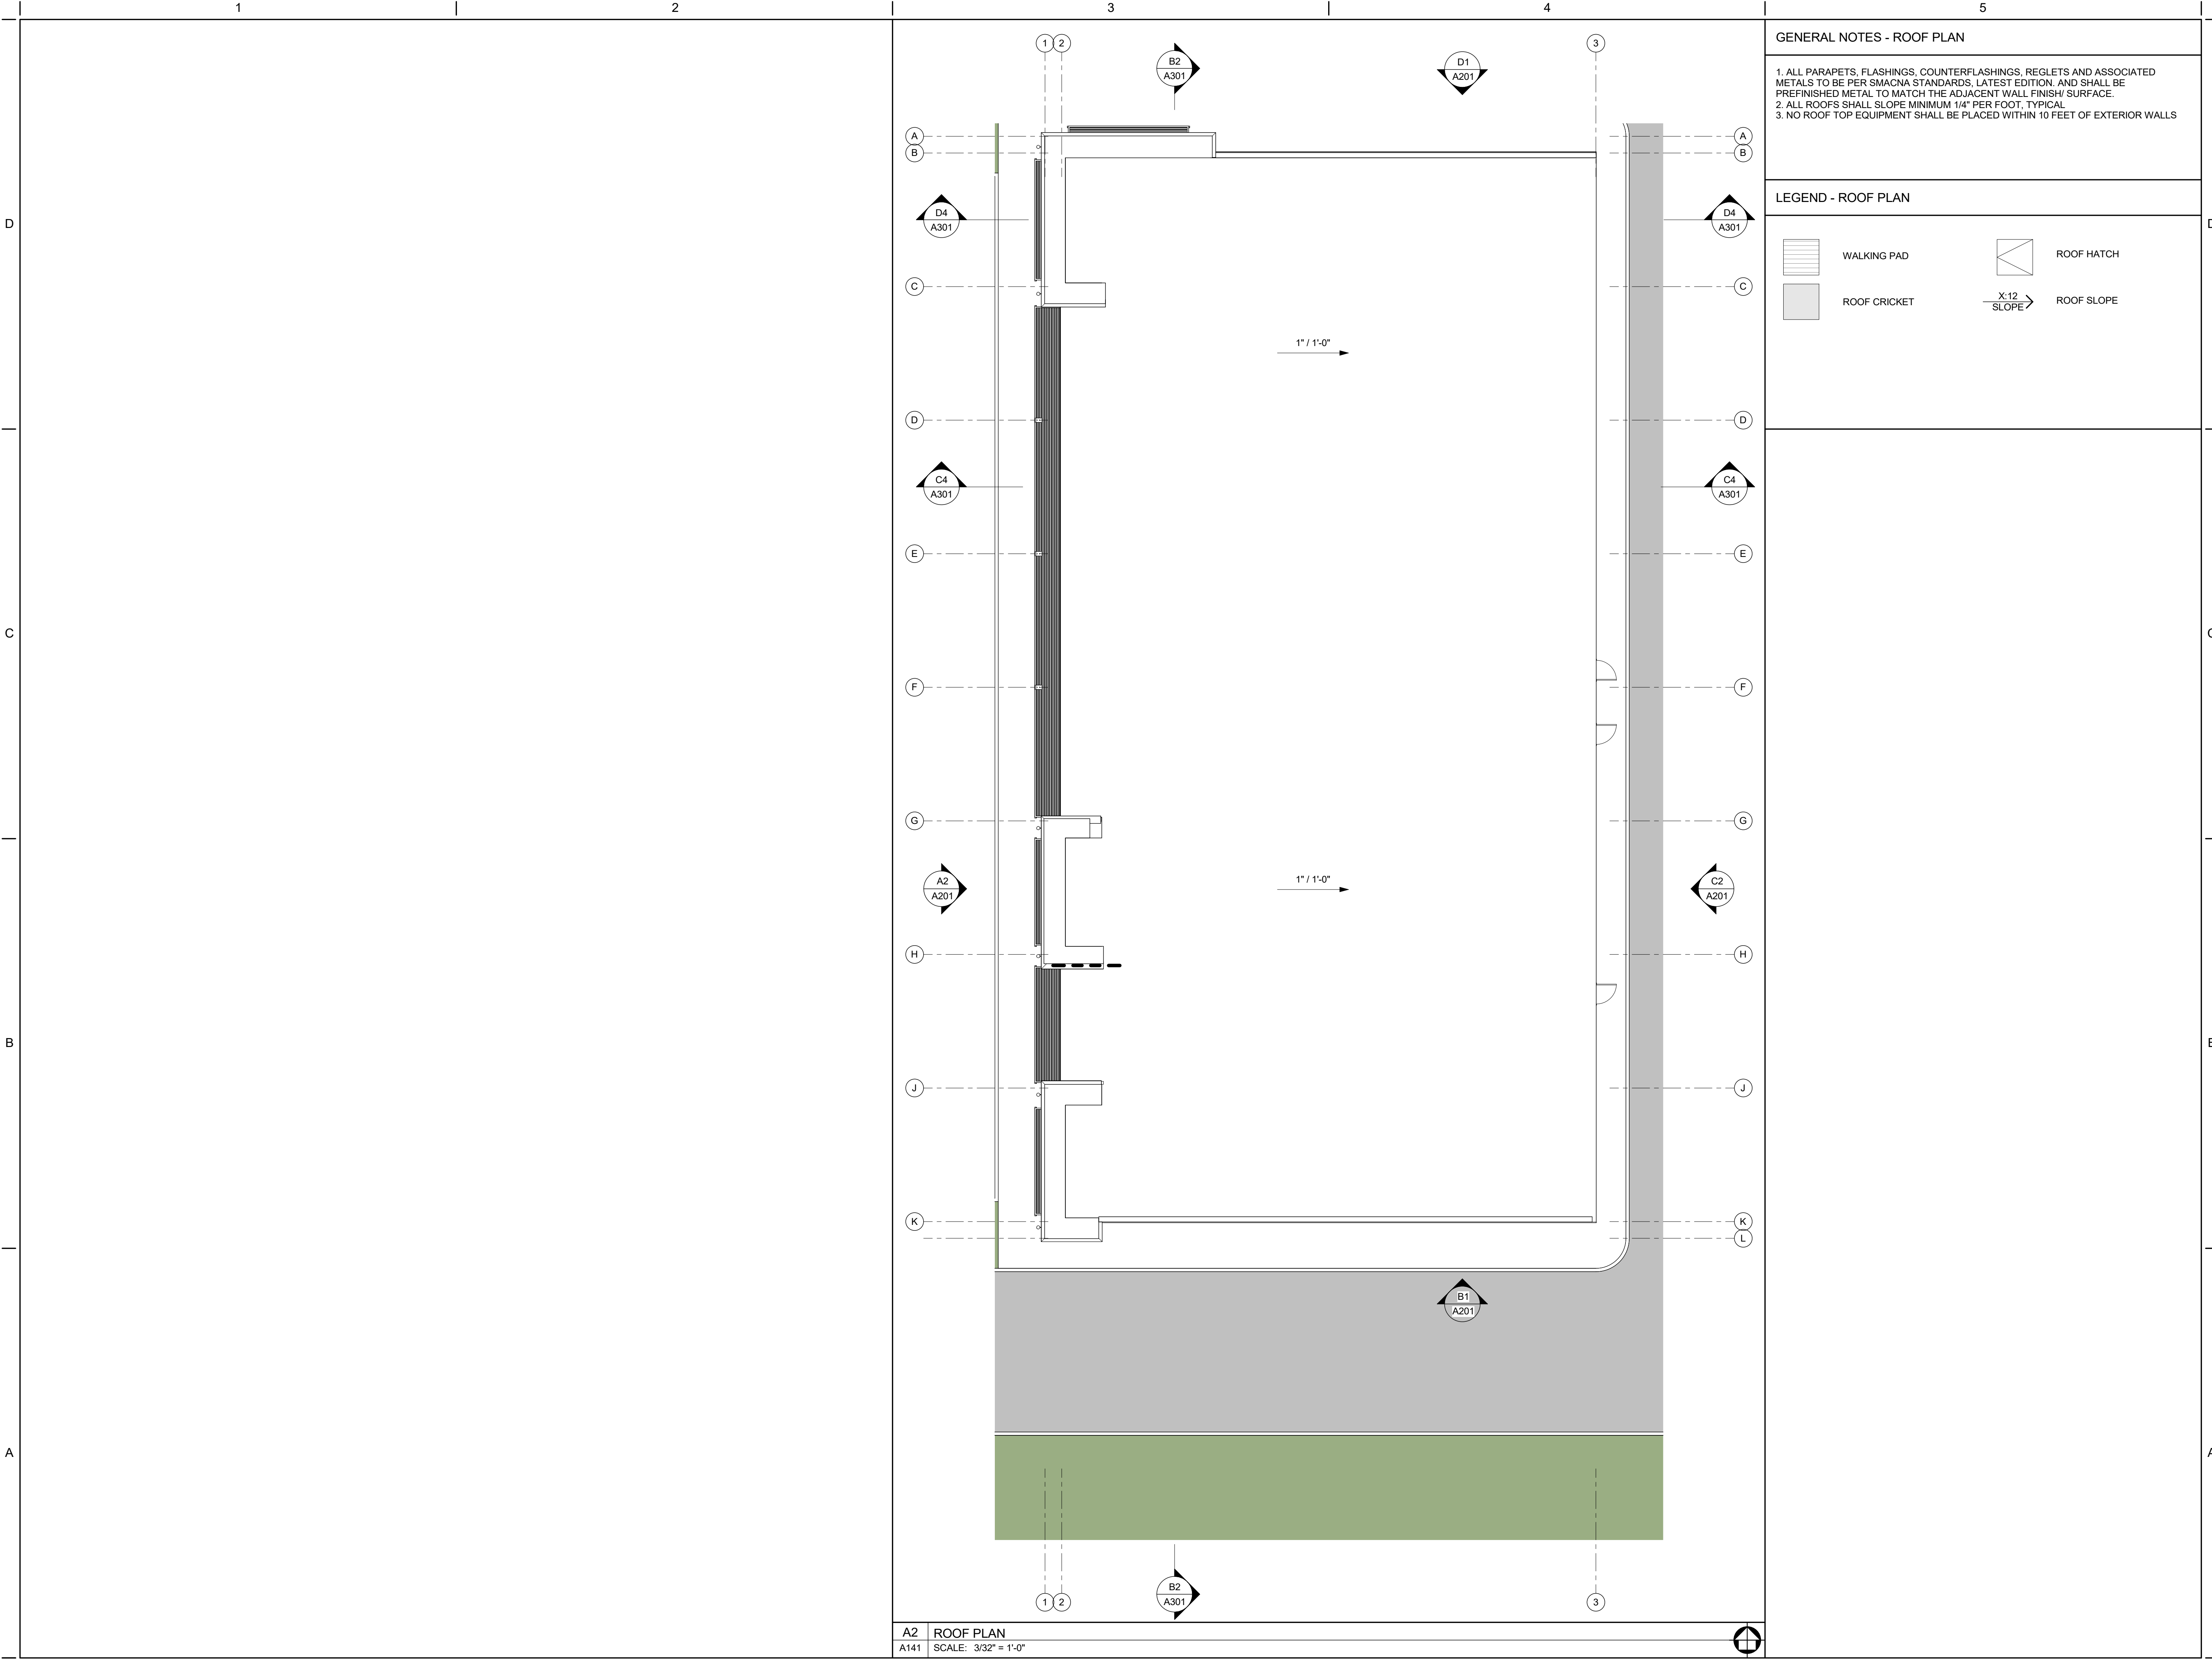 1 2 3 4 5
1 2 3
B2
A301
D1
A201
GENERAL NOTES - ROOF PLAN
1. ALL PARAPETS, FLASHINGS, COUNTERFLASHINGS, REGLETS AND ASSOCIATED
METALS TO BE PER SMACNA STANDARDS, LATEST EDITION. AND SHALL BE
PREFINISHED METAL TO MATCH THE ADJACENT WALL FINISH/ SURFACE.
2. ALL ROOFS SHALL SLOPE MINIMUM 1/4" PER FOOT, TYPICAL
3. NO ROOF TOP EQUIPMENT SHALL BE PLACED WITHIN 10 FEET OF EXTERIOR WALLS
LEGEND - ROOF PLAN
WALKING PAD
ROOF HATCH
ROOF CRICKET
X:12
SLOPE
ROOF SLOPE
A A
B B
D4
A301
D4
A301
D
C C
1" / 1'-0"
D D
C4
A301
C4
A301
E E
C
F F
G G
A2
A201
1" / 1'-0"
C2
A201
H H
B
J J
K K
L
B1
A201
A
B2
A301
1 2 3
A2
ROOF PLAN
A141
SCALE: 3/32" = 1'-0"